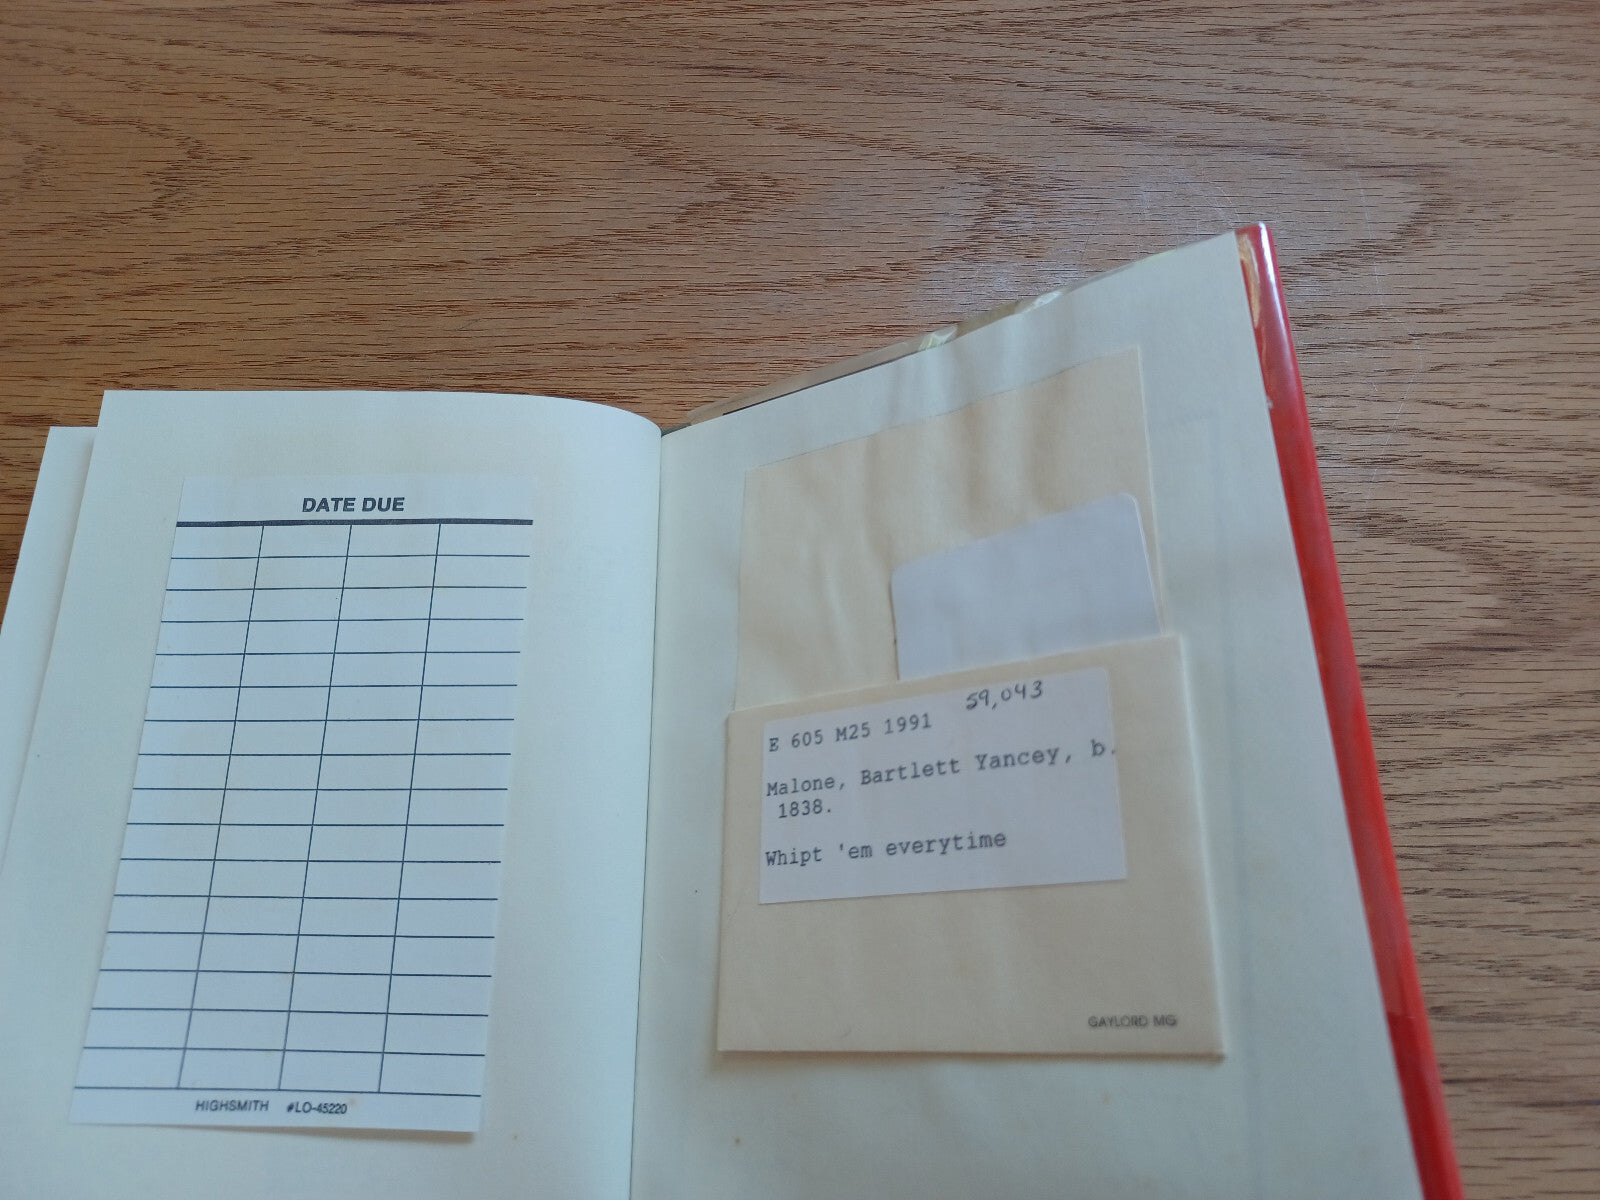 DATE DUE
HIGHSMITH #LO-45220
59,043
E 605 M25 1991
Malone, Bartlett Yancey, b.
1838.
Whipt 'em everytime
GAYLORD MG